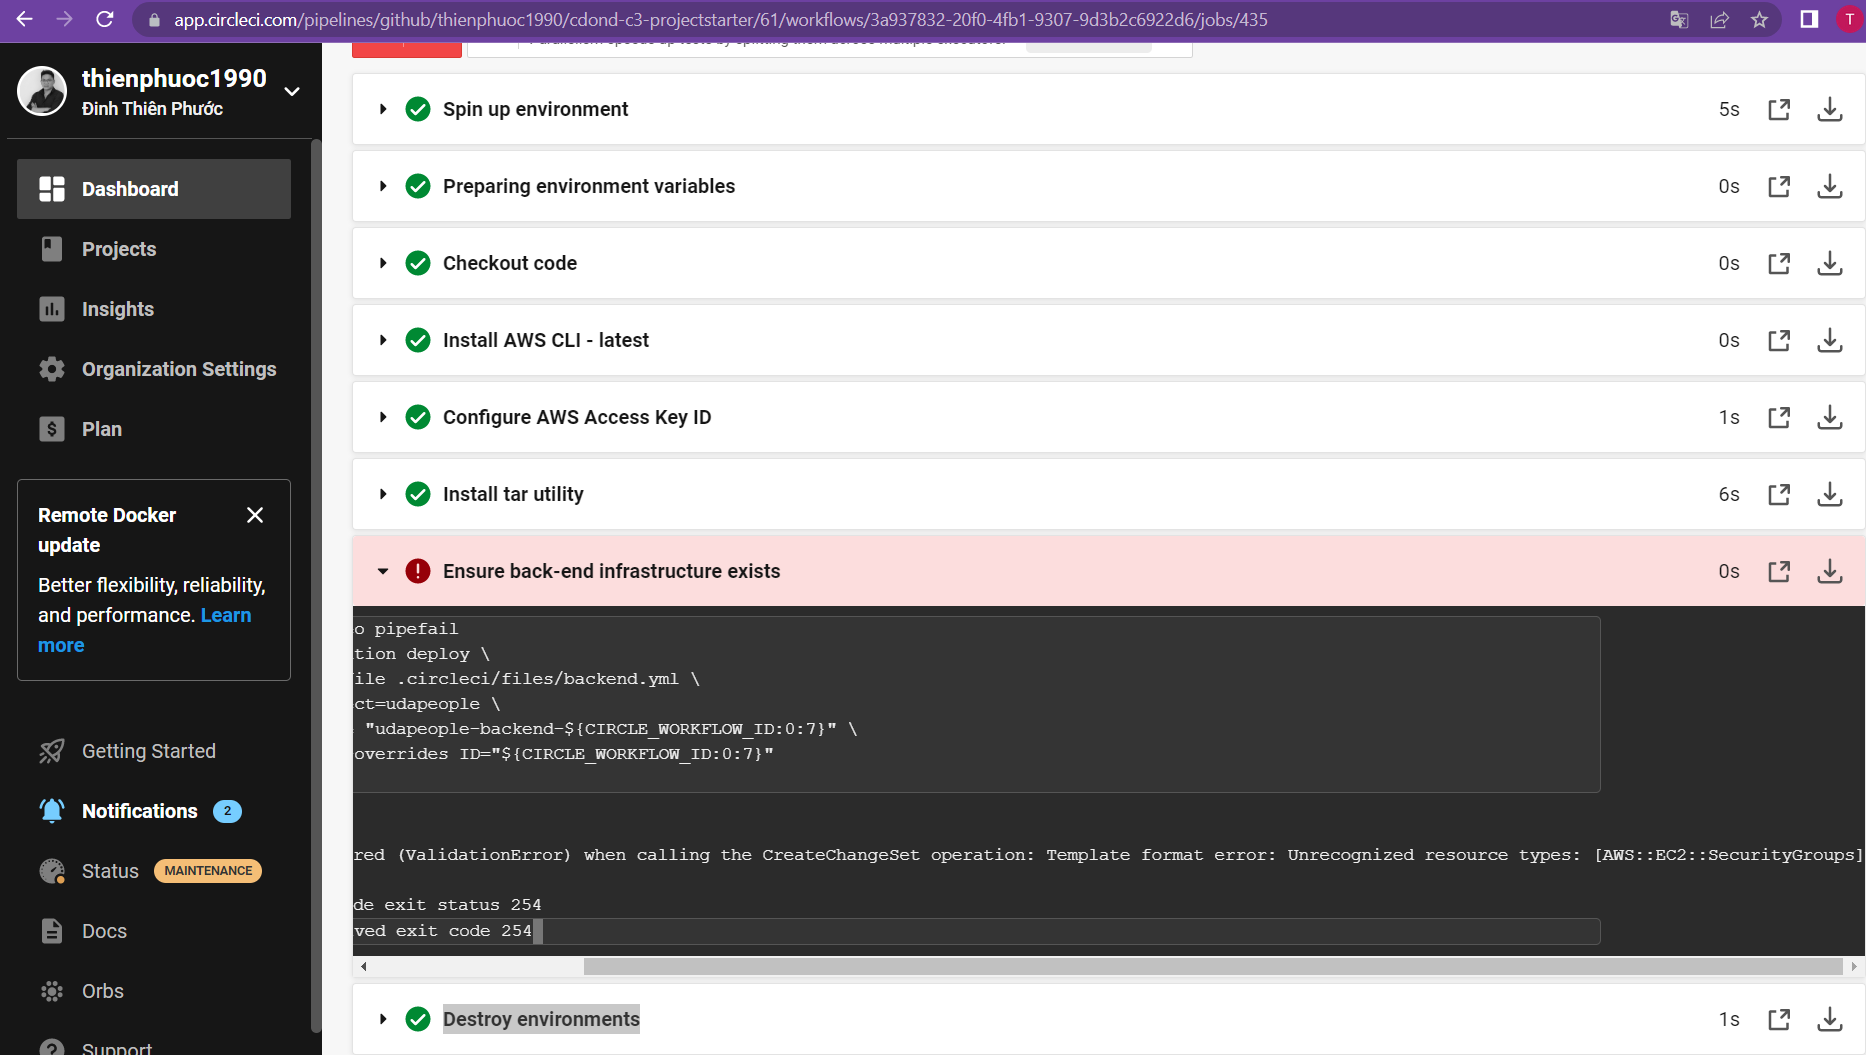 app.circleci.com/pipelines/github/thienphuoc1990/cdond-c3-projectstarter/61/workflows/3a937832-20f0-4fb1-9307-9d3b2c6922d6/jobs/435
T
thienphuoc1990
Đinh Thiên Phước
Dashboard
Projects
Insights
Organization Settings
Plan
Remote Docker
update
Better flexibility, reliability,
and performance. Learn
more
Getting Started
Notifications 2
Status MAINTENANCE
Docs
Orbs
Support
Spin up environment 5s
Preparing environment variables 0s
Checkout code 0s
Install AWS CLI - latest 0s
Configure AWS Access Key ID 1s
Install tar utility 6s
Ensure back-end infrastructure exists 0s
o pipefail
tion deploy \
ile .circleci/files/backend.yml \
ct=udapeople \
"udapeople-backend-${CIRCLE_WORKFLOW_ID:0:7}" \
overrides ID="${CIRCLE_WORKFLOW_ID:0:7}"
red (ValidationError) when calling the CreateChangeSet operation: Template format error: Unrecognized resource types: [AWS::EC2::SecurityGroups]
de exit status 254
ved exit code 254
Destroy environments 1s